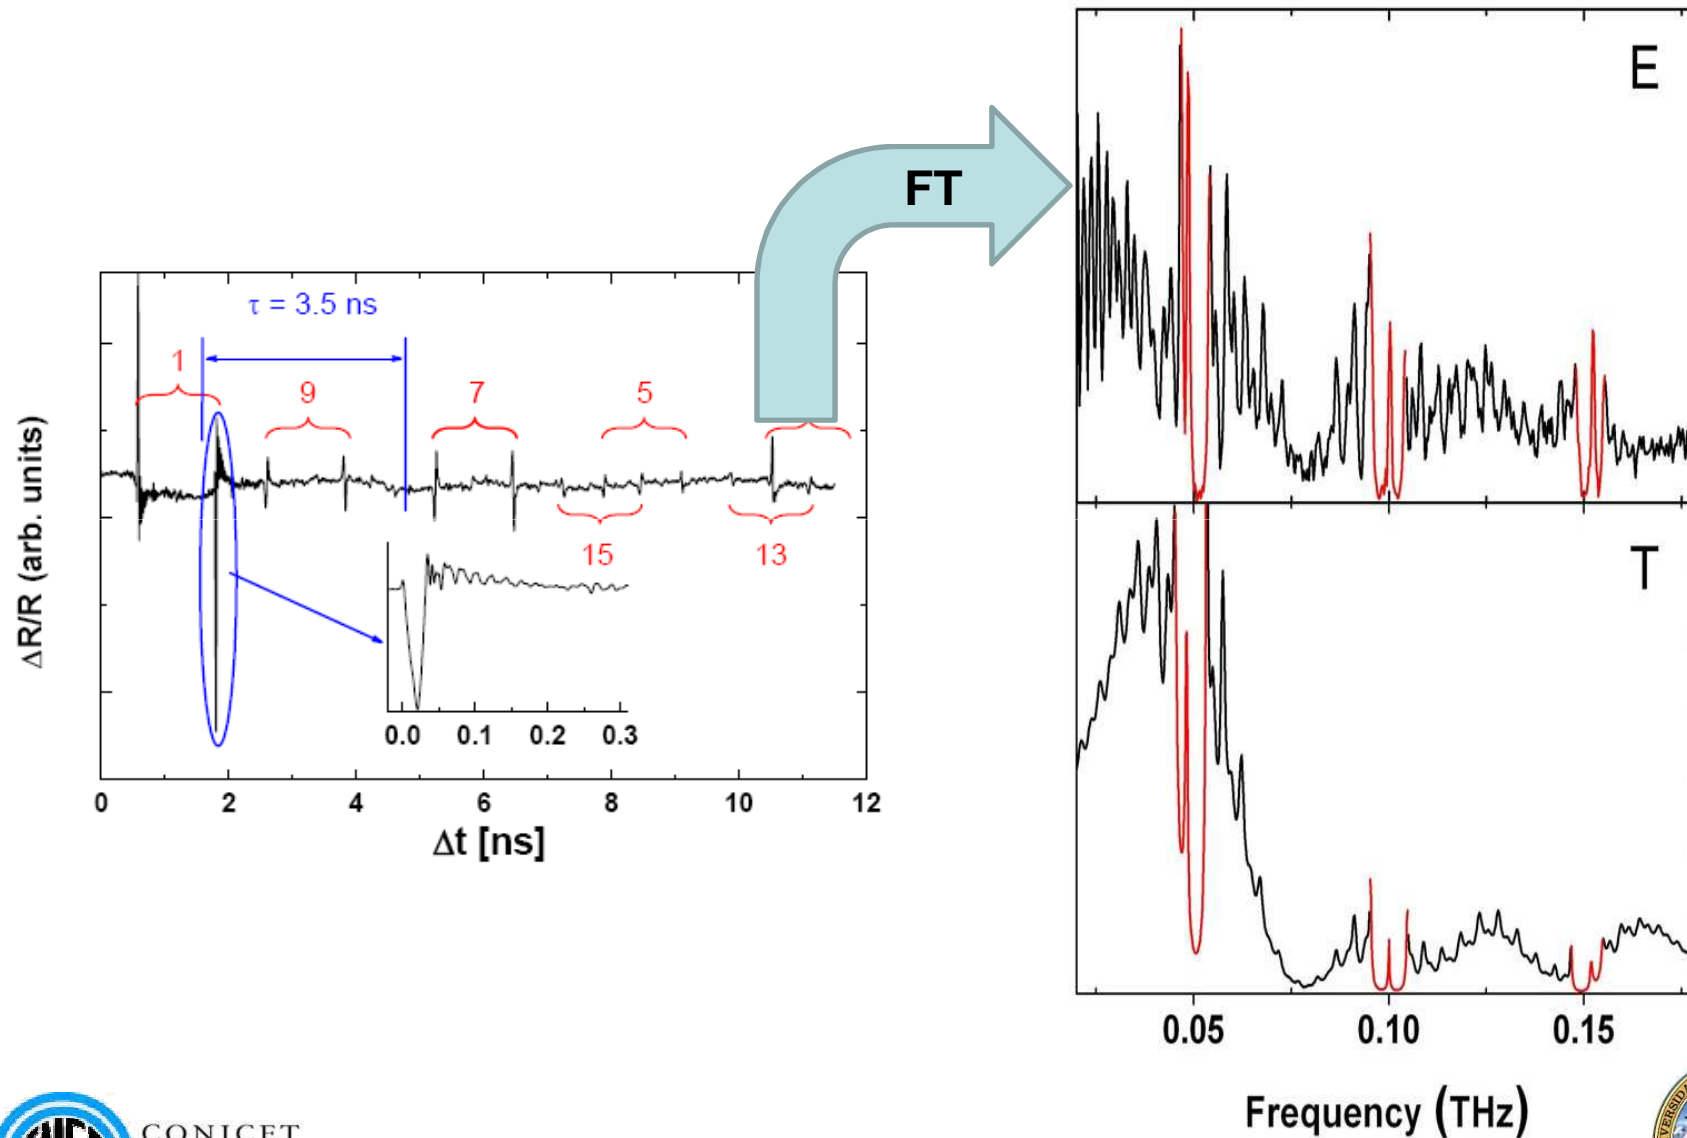 FT
E
T
τ = 3.5 ns
1
9
7
5
15
13
ΔR/R (arb. units)
0.0 0.1 0.2 0.3
0 2 4 6 8 10 12
Δt [ns]
0.05 0.10 0.15
Frequency (THz)
CONICET